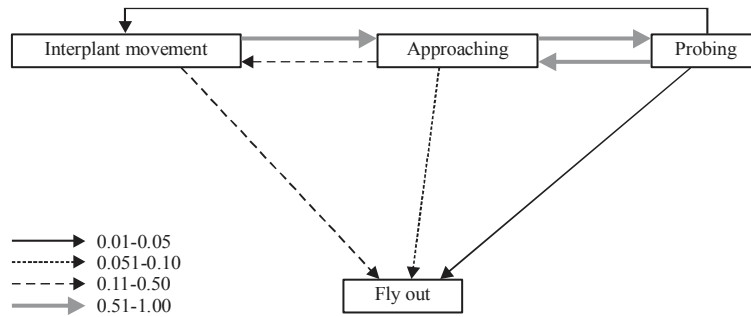 Interplant movement
Approaching
Probing
0.01-0.05
0.051-0.10
0.11-0.50
0.51-1.00
Fly out